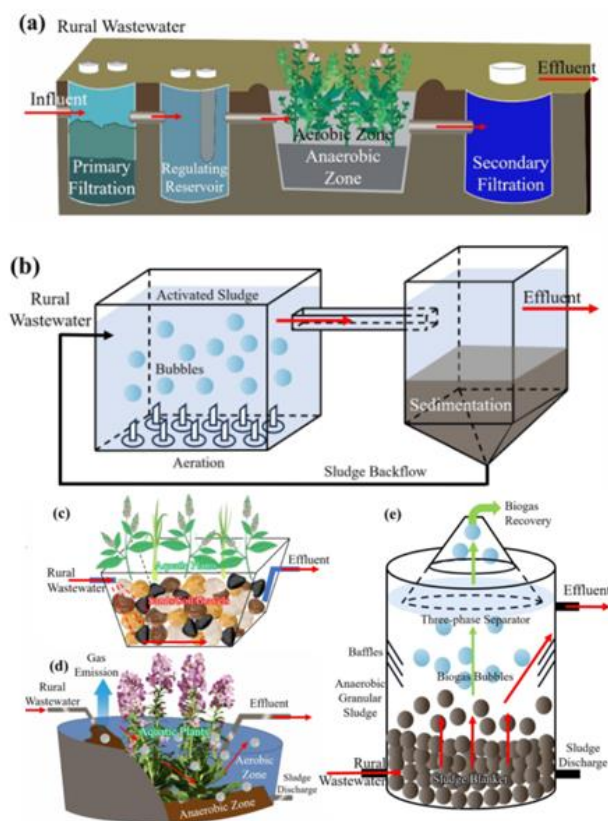 (a)
Rural Wastewater
Influent
Effluent
Primary
Filtration
Regulating
Reservoir
Aerobic Zone
Anaerobic
Zone
Secondary
Filtration
(b)
Rural
Wastewater
Activated Sludge
Bubbles
Aeration
Effluent
Sedimentation
Sludge Backflow
(c)
Rural
Wastewater
Aquatic Plants
Effluent
(d)
Gas
Emission
Rural
Wastewater
Aquatic Plants
Effluent
Aerobic
Zone
Sludge
Discharge
Anaerobic Zone
(e)
Biogas
Recovery
Effluent
Three-phase Separator
Baffles
Biogas Bubbles
Anaerobic
Granular
Sludge
Sludge
Discharge
Rural
Wastewater
Sludge Blanket